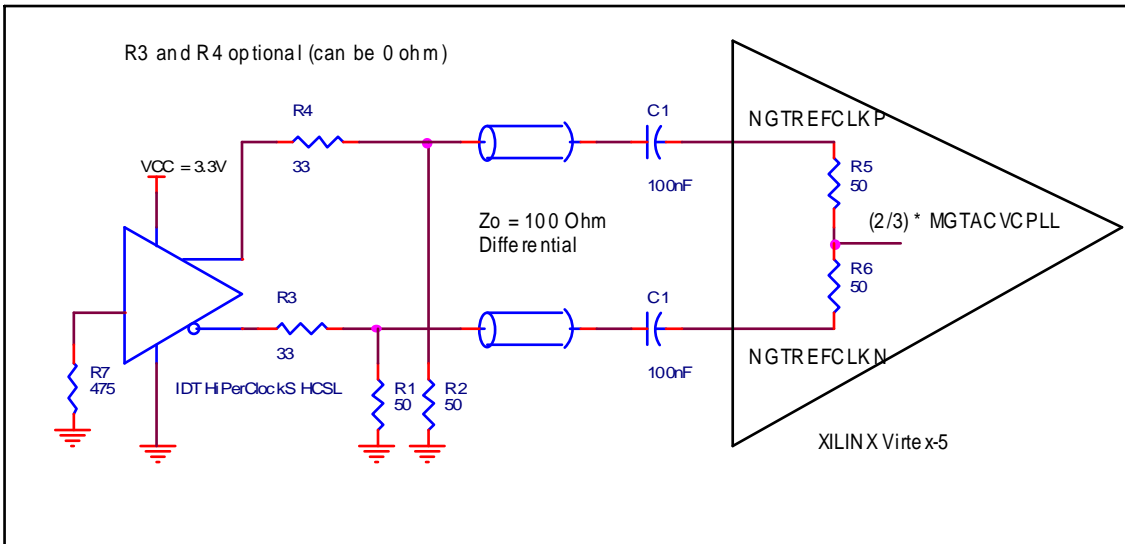 R3 and R4 optional (can be 0 ohm)
R4
33
VCC = 3.3V
C1
100nF
NGTREFCLKP
R5
50
(2/3) * MGTACVCPLL
Zo = 100 Ohm
Differential
R6
50
R3
33
C1
100nF
NGTREFCLKN
R7
475
IDT HiPerClockS HCSL
R1
50
R2
50
XILINX Virtex-5